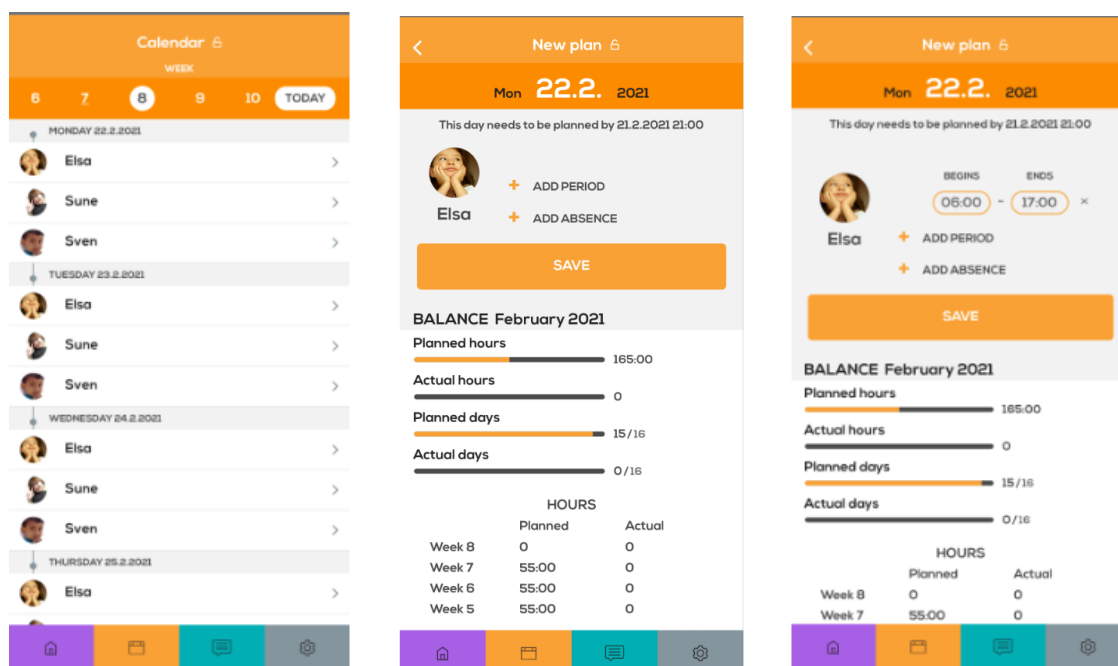 Calendar
WEEK
6 7 8 9 10 TODAY
MONDAY 22.2.2021
Elsa
Sune
Sven
TUESDAY 23.2.2021
Elsa
Sune
Sven
WEDNESDAY 24.2.2021
Elsa
Sune
Sven
THURSDAY 25.2.2021
Elsa
New plan
Mon 22.2. 2021
This day needs to be planned by 21.2.2021 21:00
+ ADD PERIOD
Elsa + ADD ABSENCE
SAVE
BALANCE February 2021
Planned hours
165:00
Actual hours
0
Planned days
15/16
Actual days
0/16
HOURS
Planned Actual
Week 8 0 0
Week 7 55:00 0
Week 6 55:00 0
Week 5 55:00 0
New plan
Mon 22.2. 2021
This day needs to be planned by 21.2.2021 21:00
BEGINS ENDS
06:00 - 17:00 ×
Elsa + ADD PERIOD
+ ADD ABSENCE
SAVE
BALANCE February 2021
Planned hours
165:00
Actual hours
0
Planned days
15/16
Actual days
0/16
HOURS
Planned Actual
Week 8 0 0
Week 7 55:00 0